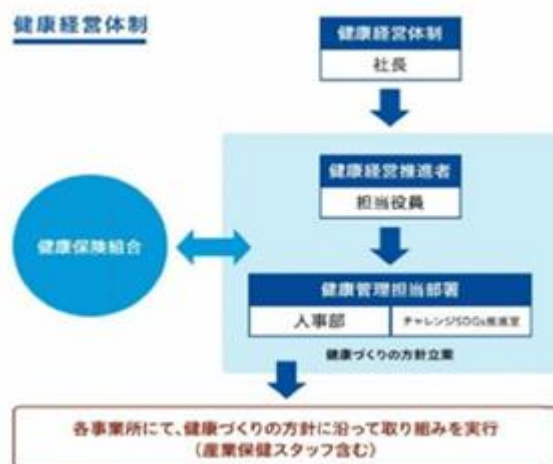 健康経営体制
健康経営体制
社長
健康経営推進者
担当役員
健康保険組合
健康管理担当部署
人事部
チャレンジSDGs推進室
健康づくりの方針立案
各事業所にて、健康づくりの方針に沿って取り組みを実行
(産業保健スタッフ含む)